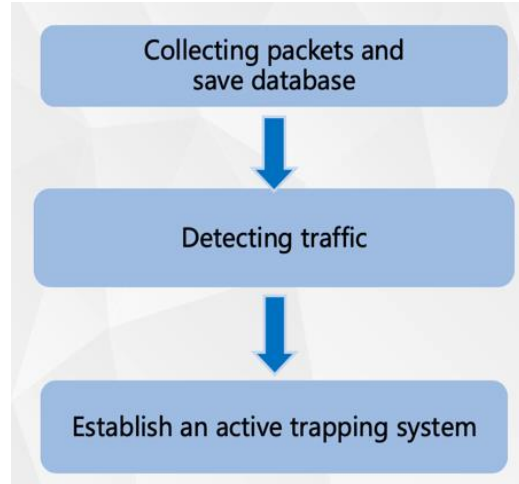 Collecting packets and
save database
Detecting traffic
Establish an active trapping system